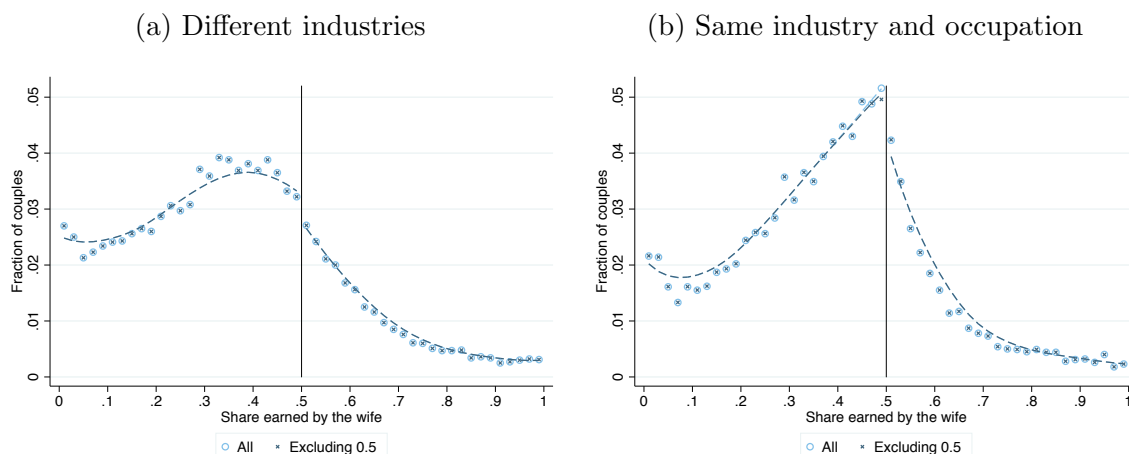 (a) Different industries
Fraction of couples
.05
.04
.03
.02
.01
0
0 .1 .2 .3 .4 .5 .6 .7 .8 .9 1
Share earned by the wife
All Excluding 0.5
(b) Same industry and occupation
Fraction of couples
.05
.04
.03
.02
.01
0
0 .1 .2 .3 .4 .5 .6 .7 .8 .9 1
Share earned by the wife
All Excluding 0.5